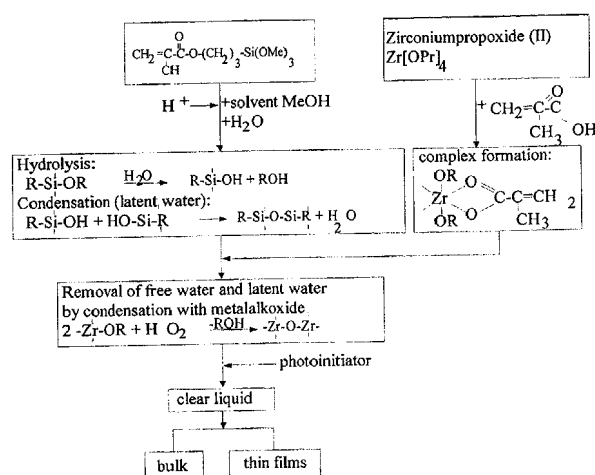 O
CH₂=C-C-O-(CH₂)₃-Si(OMe)₃
CH
Zirconiumpropoxide (II)
Zr[OPr]₄
H + +solvent MeOH
+H₂O
+ CH₂=C-C O
OH
CH₃
Hydrolysis:
R-Si-OR H₂O R-Si-OH + ROH
Condensation (latent water):
R-Si-OH + HO-Si-R R-Si-O-Si-R + H₂O
complex formation:
OR
Zr O C-C=CH 2
O
OR CH₃
Removal of free water and latent water
by condensation with metalalkoxide
2 -Zr-OR + H O₂ -ROH -Zr-O-Zr-
photoinitiator
clear liquid
bulk thin films